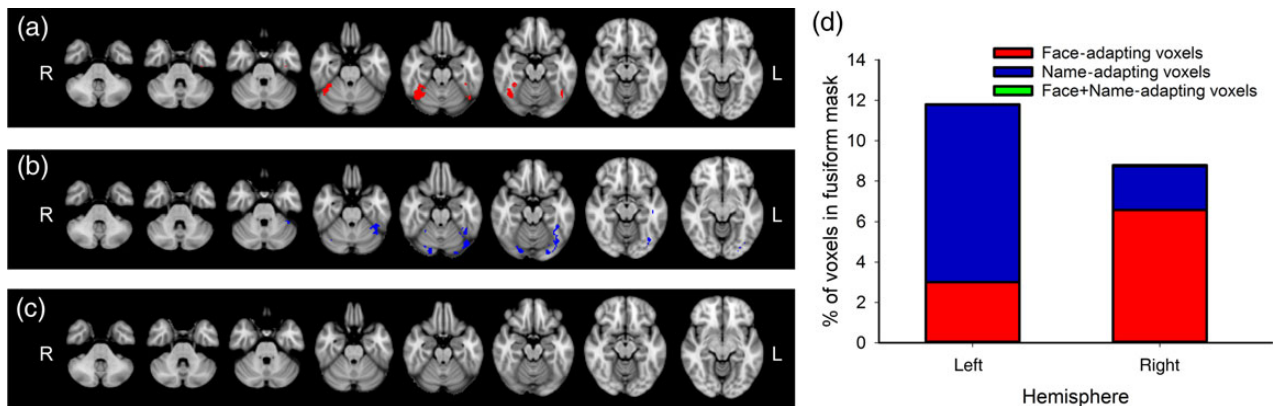 (a)
R
L
(b)
R
L
(c)
R
L
(d)
Face-adapting voxels
Name-adapting voxels
Face+Name-adapting voxels
% of voxels in fusiform mask
14
12
10
8
6
4
2
0
Left
Right
Hemisphere